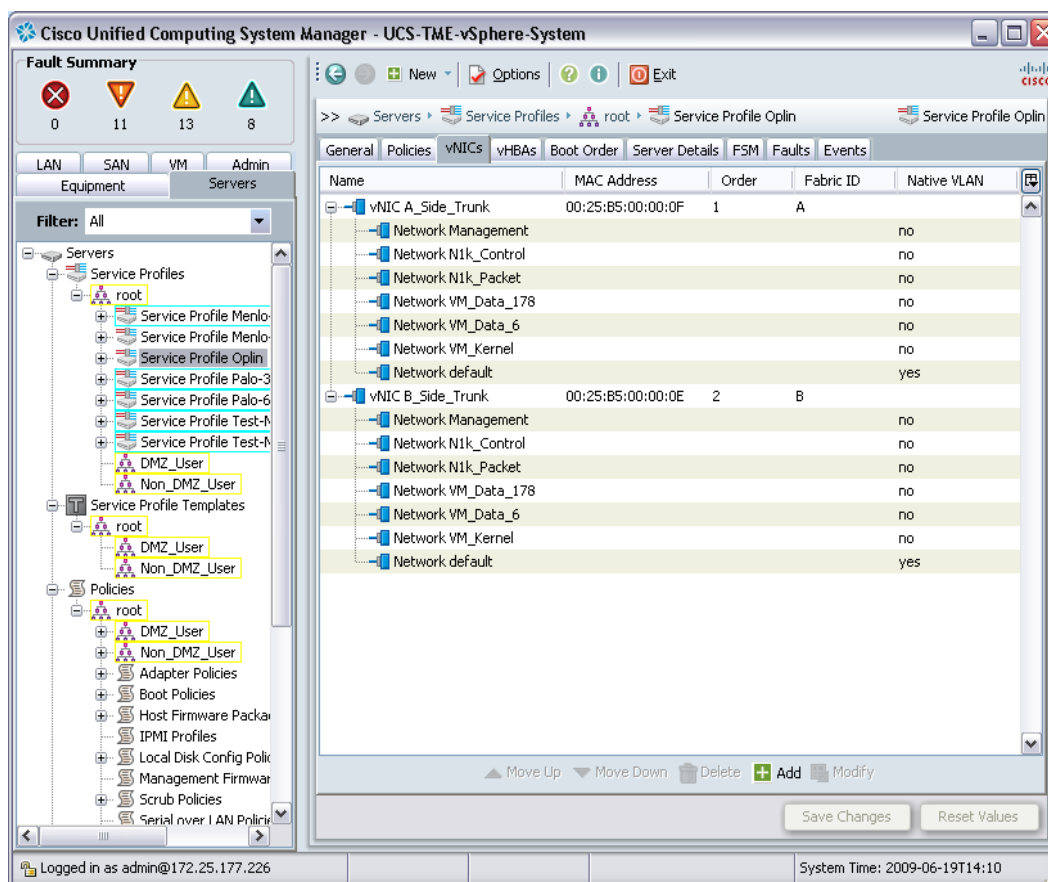 Cisco Unified Computing System Manager - UCS-TME-vSphere-System
Fault Summary
0 11 13 8
New Options Exit
CISCO
>> Servers Service Profiles root Service Profile Oplin Service Profile Oplin
LAN SAN VM Admin
Equipment Servers
Filter: All
Servers
Service Profiles
root
Service Profile Menlo-
Service Profile Menlo-
Service Profile Oplin
Service Profile Palo-3
Service Profile Palo-6
Service Profile Test-M
Service Profile Test-M
DMZ_User
Non_DMZ_User
Service Profile Templates
root
DMZ_User
Non_DMZ_User
Policies
root
DMZ_User
Non_DMZ_User
Adapter Policies
Boot Policies
Host Firmware Packa
IPMI Profiles
Local Disk Config Polic
Management Firmwar
Scrub Policies
Serial over LAN Policie
General Policies vNICs vHBAs Boot Order Server Details FSM Faults Events
Name MAC Address Order Fabric ID Native VLAN
vNIC A_Side_Trunk 00:25:B5:00:00:0F 1 A
Network Management no
Network N1k_Control no
Network N1k_Packet no
Network VM_Data_178 no
Network VM_Data_6 no
Network VM_Kernel no
Network default yes
vNIC B_Side_Trunk 00:25:B5:00:00:0E 2 B
Network Management no
Network N1k_Control no
Network N1k_Packet no
Network VM_Data_178 no
Network VM_Data_6 no
Network VM_Kernel no
Network default yes
Move Up Move Down Delete Add Modify
Save Changes Reset Values
Logged in as admin@172.25.177.226 System Time: 2009-06-19T14:10